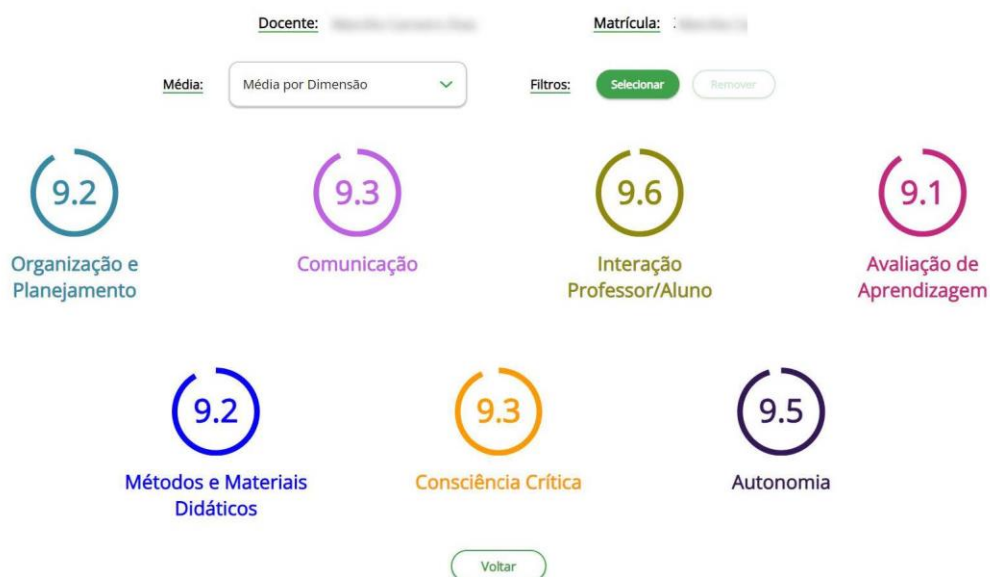 Docente: Matrícula:
Média: Média por Dimensão Filtros: Selecionar Remover
9.2 9.3 9.6 9.1
Organização e Planejamento
Comunicação
Interação Professor/Aluno
Avaliação de Aprendizagem
9.2 9.3 9.5
Métodos e Materiais Didáticos
Consciência Crítica
Autonomia
Voltar